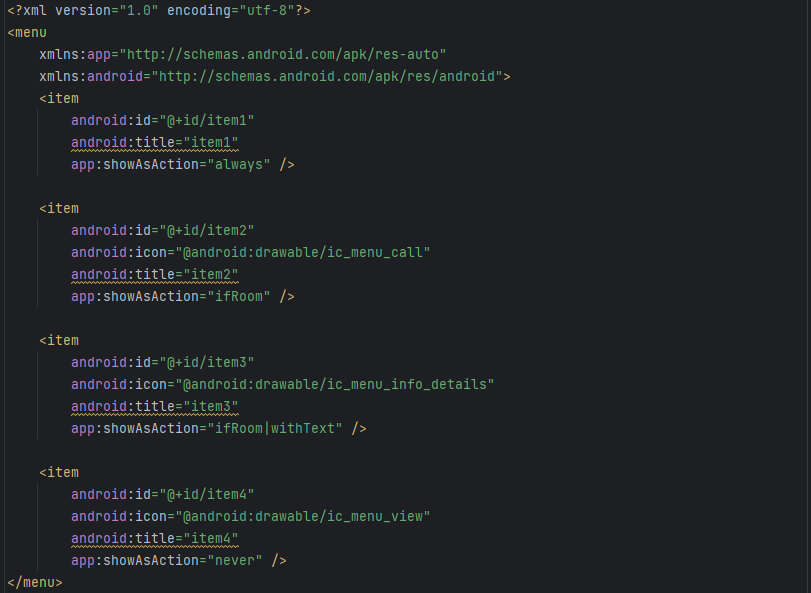 <?xml version="1.0" encoding="utf-8"?>
<menu
    xmlns:app="http://schemas.android.com/apk/res-auto"
    xmlns:android="http://schemas.android.com/apk/res/android">
    <item
        android:id="@+id/item1"
        android:title="item1"
        app:showAsAction="always" />

    <item
        android:id="@+id/item2"
        android:icon="@android:drawable/ic_menu_call"
        android:title="item2"
        app:showAsAction="ifRoom" />

    <item
        android:id="@+id/item3"
        android:icon="@android:drawable/ic_menu_info_details"
        android:title="item3"
        app:showAsAction="ifRoom|withText" />

    <item
        android:id="@+id/item4"
        android:icon="@android:drawable/ic_menu_view"
        android:title="item4"
        app:showAsAction="never" />
</menu>